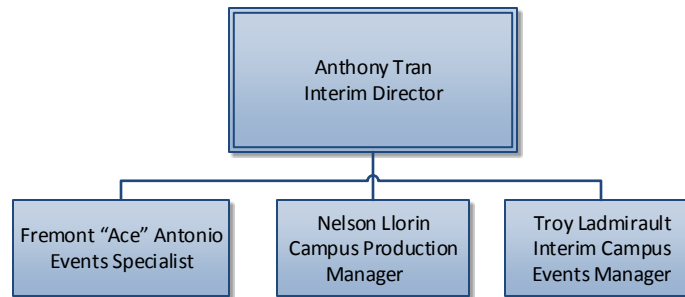 Anthony Tran
Interim Director
Fremont “Ace” Antonio
Events Specialist
Nelson Llorin
Campus Production
Manager
Troy Ladmirault
Interim Campus
Events Manager